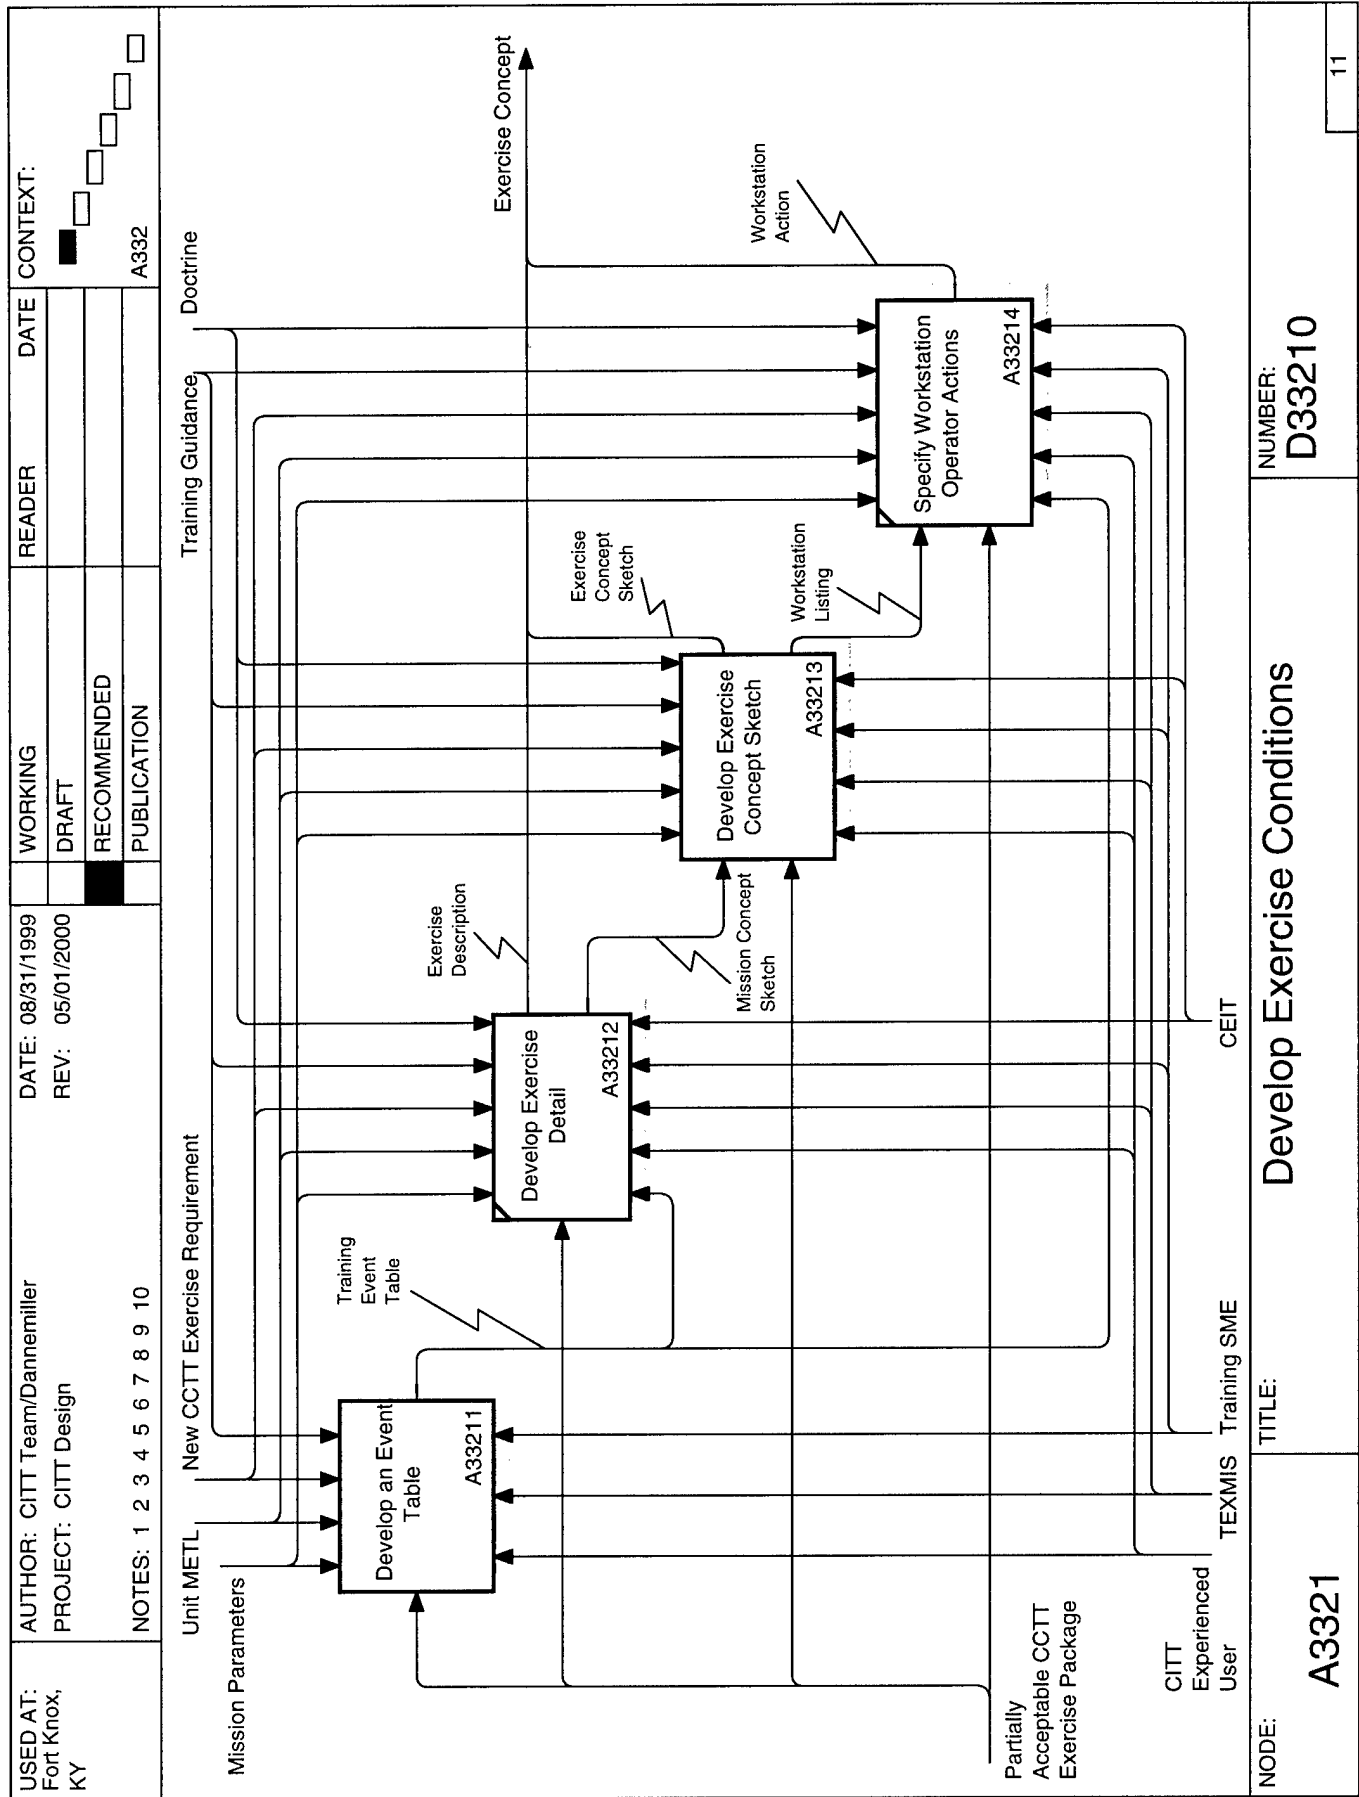 USED AT:
Fort Knox,
KY
AUTHOR: CITT Team/Dannemiller
PROJECT: CITT Design
NOTES: 1 2 3 4 5 6 7 8 9 10
DATE: 08/31/1999
REV: 05/01/2000
WORKING
DRAFT
RECOMMENDED
PUBLICATION
READER
DATE
CONTEXT:
A332
Mission Parameters
Unit METL
New CCTT Exercise Requirement
Training Guidance
Doctrine
Develop an Event
Table
A33211
Training
Event
Table
Develop Exercise
Detail
A33212
Exercise
Description
Mission Concept
Sketch
Develop Exercise
Concept Sketch
A33213
Exercise
Concept
Sketch
Workstation
Listing
Specify Workstation
Operator Actions
A33214
Workstation
Action
Exercise Concept
Partially
Acceptable CCTT
Exercise Package
CITT
Experienced
User
TEXMIS
Training SME
CEIT
NODE:
A3321
TITLE:
Develop Exercise Conditions
NUMBER:
D33210
11